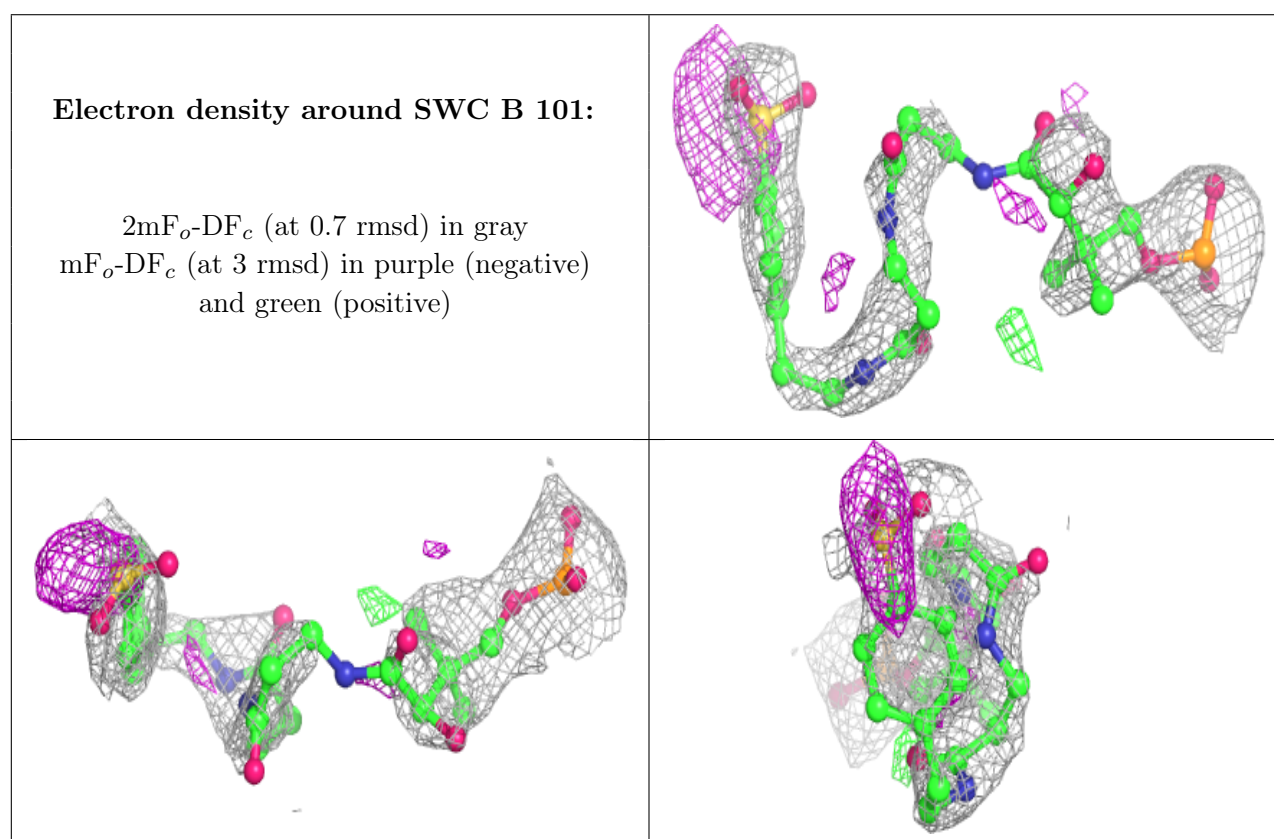 Electron density around SWC B 101:
2mFo-DFc (at 0.7 rmsd) in gray
mFo-DFc (at 3 rmsd) in purple (negative)
and green (positive)